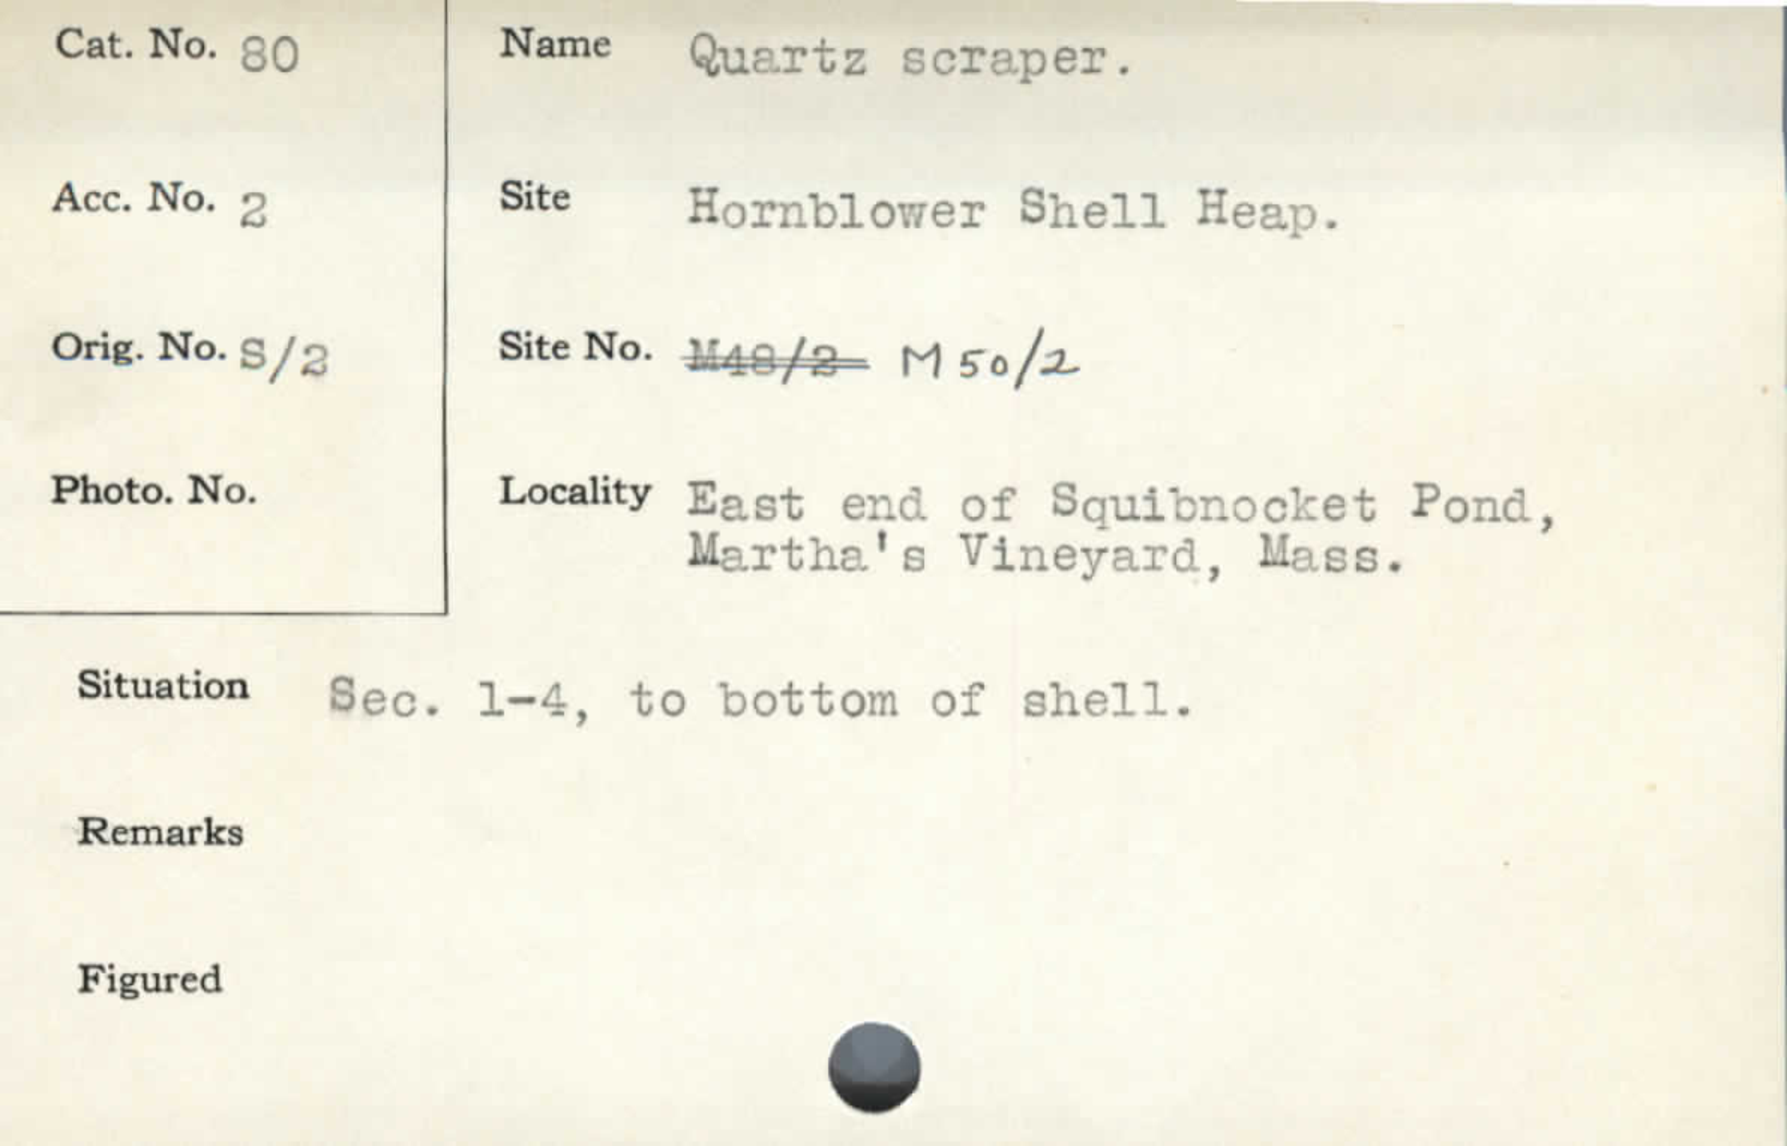 Cat. No. 80
Name Quartz scraper.
Acc. No. 2
Site Hornblower Shell Heap.
Orig. No. S/2
Site No. M48/2 M 50/2
Photo. No.
Locality East end of Squibnocket Pond,
Martha's Vineyard, Mass.
Situation Sec. 1-4, to bottom of shell.
Remarks
Figured